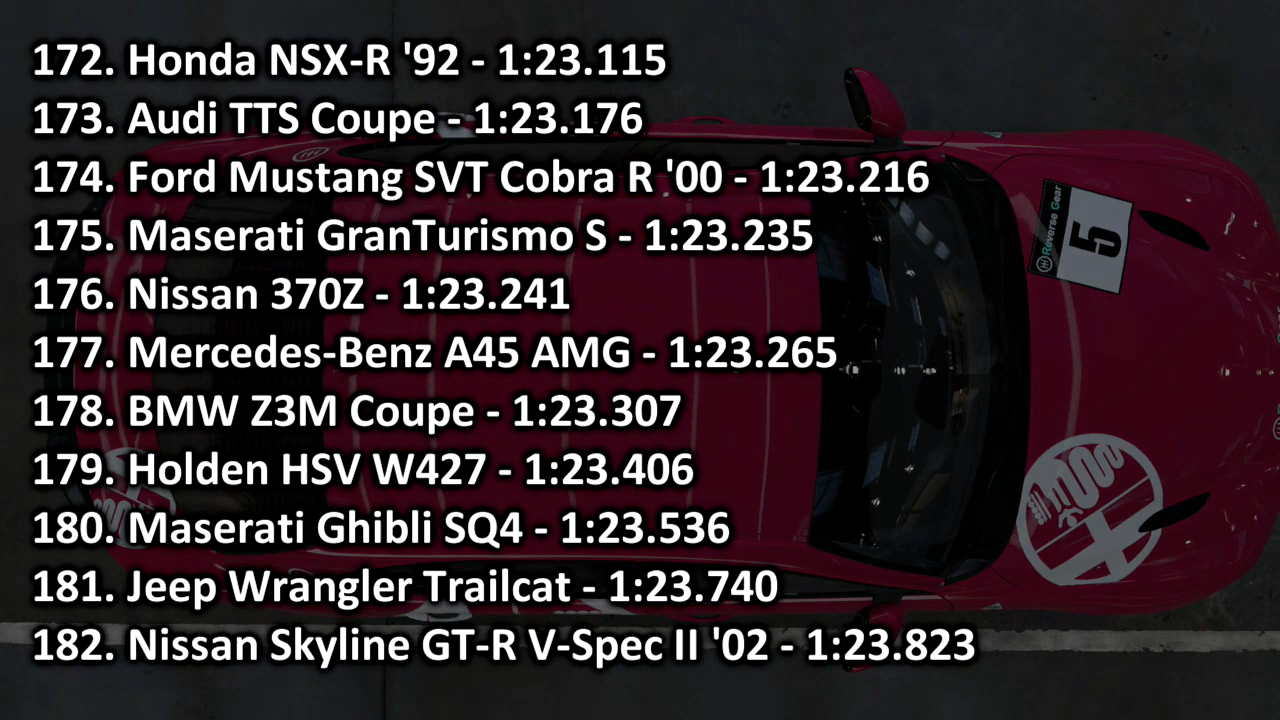 172. Honda NSX-R '92 - 1:23.115
173. Audi TTS Coupe - 1:23.176
174. Ford Mustang SVT Cobra R '00 - 1:23.216
175. Maserati GranTurismo S - 1:23.235
176. Nissan 370Z - 1:23.241
177. Mercedes-Benz A45 AMG - 1:23.265
178. BMW Z3M Coupe - 1:23.307
179. Holden HSV W427 - 1:23.406
180. Maserati Ghibli SQ4 - 1:23.536
181. Jeep Wrangler Trailcat - 1:23.740
182. Nissan Skyline GT-R V-Spec II '02 - 1:23.823
Reverse Gear
5